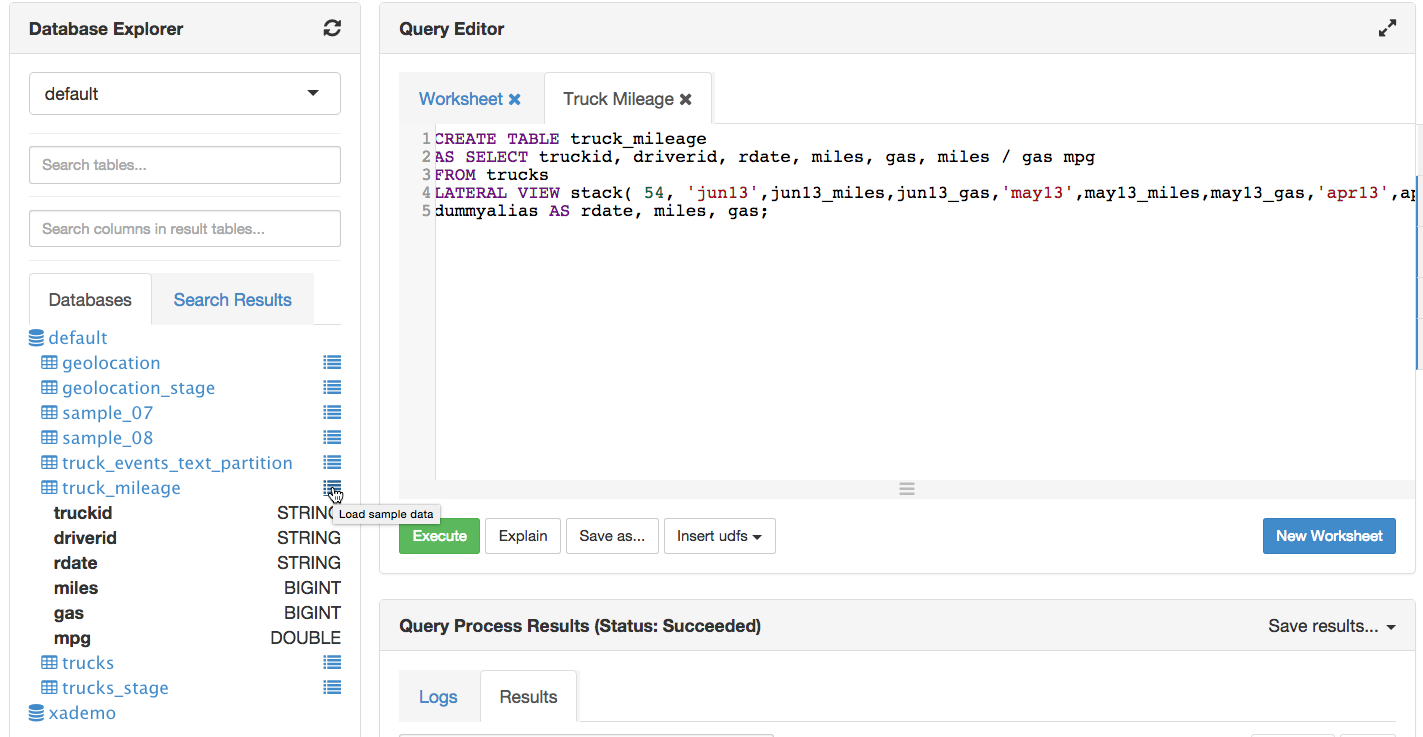 Database Explorer
default
Search tables...
Search columns in result tables...
Databases
Search Results
default
geolocation
geolocation_stage
sample_07
sample_08
truck_events_text_partition
truck_mileage
Load sample data
truckid STRING
driverid STRING
rdate STRING
miles BIGINT
gas BIGINT
mpg DOUBLE
trucks
trucks_stage
xademo
Query Editor
Worksheet
Truck Mileage
1 CREATE TABLE truck_mileage
2 AS SELECT truckid, driverid, rdate, miles, gas, miles / gas mpg
3 FROM trucks
4 LATERAL VIEW stack( 54, 'jun13',jun13_miles,jun13_gas,'may13',may13_miles,may13_gas,'apr13',
5 dummyalias AS rdate, miles, gas;
Execute
Explain
Save as...
Insert udfs
New Worksheet
Query Process Results (Status: Succeeded)
Save results...
Logs
Results